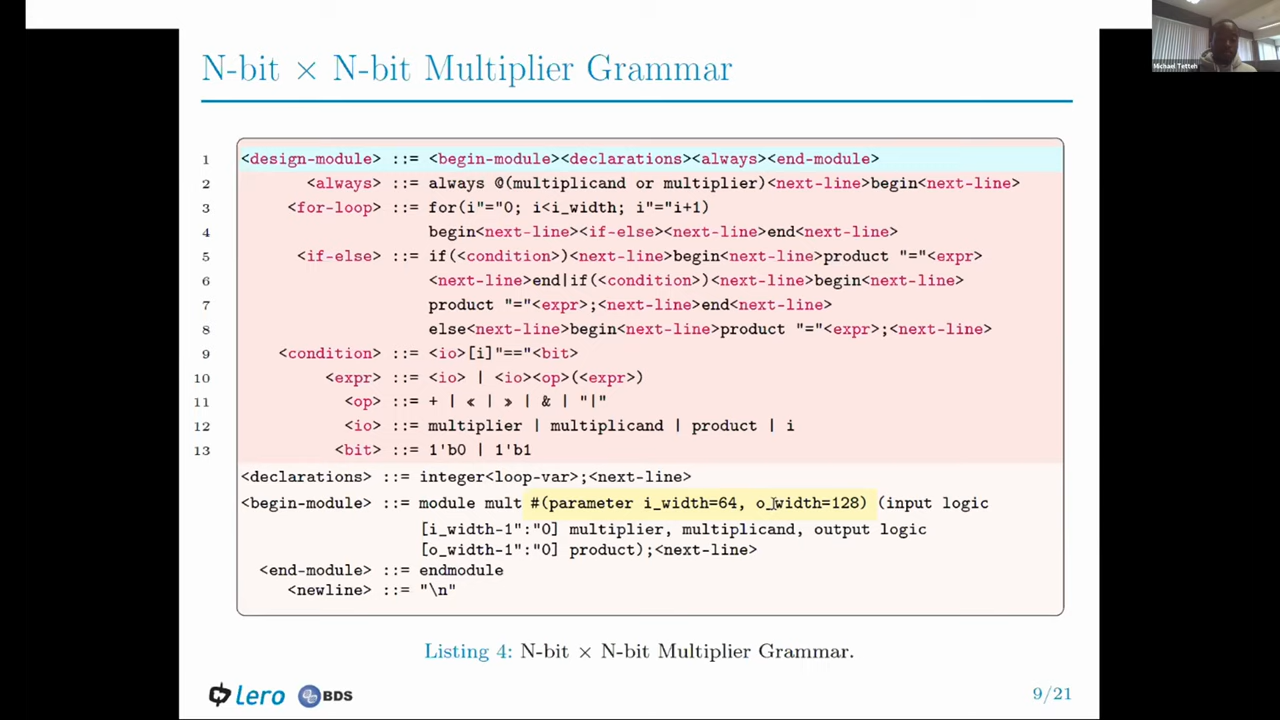 Michael Tetteh
N-bit × N-bit Multiplier Grammar
1 <design-module> ::= <begin-module><declarations><always><end-module>
2 <always> ::= always @(multiplicand or multiplier)<next-line>begin<next-line>
3 <for-loop> ::= for(i"="0; i<i_width; i"="i+1)
4 begin<next-line><if-else><next-line>end<next-line>
5 <if-else> ::= if(<condition>)<next-line>begin<next-line>product "="<expr>
6 <next-line>end|if(<condition>)<next-line>begin<next-line>
7 product "="<expr>;<next-line>end<next-line>
8 else<next-line>begin<next-line>product "="<expr>;<next-line>
9 <condition> ::= <io>[i]"=="<bit>
10 <expr> ::= <io> | <io><op>(<expr>)
11 <op> ::= + | « | » | & | "|"
12 <io> ::= multiplier | multiplicand | product | i
13 <bit> ::= 1'b0 | 1'b1
<declarations> ::= integer<loop-var>;<next-line>
<begin-module> ::= module mult #(parameter i_width=64, o_width=128) (input logic
[i_width-1":"0] multiplier, multiplicand, output logic
[o_width-1":"0] product);<next-line>
<end-module> ::= endmodule
<newline> ::= "\n"
Listing 4: N-bit × N-bit Multiplier Grammar.
Lero BDS 9/21